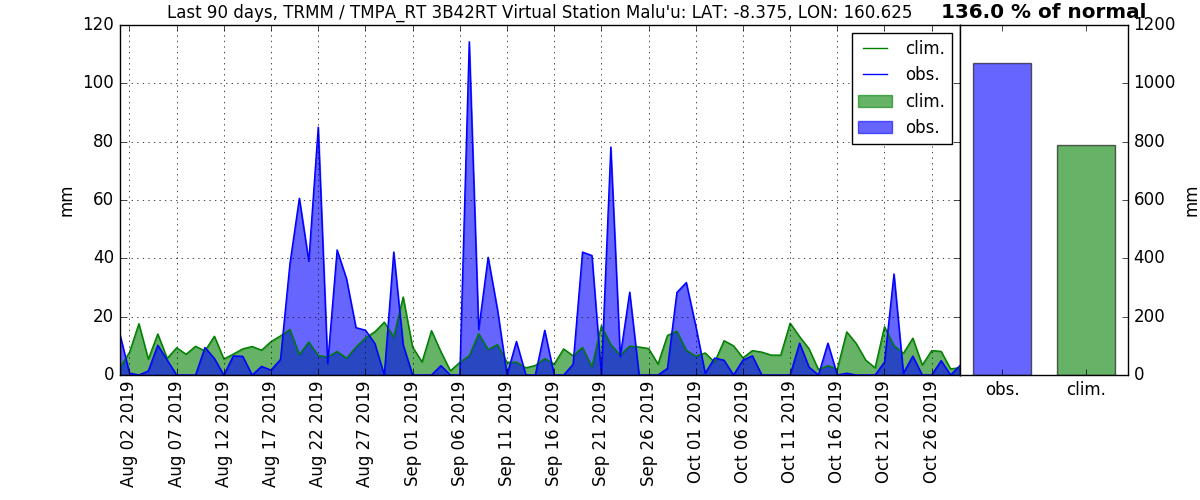 Last 90 days, TRMM / TMPA_RT 3B42RT Virtual Station Malu'u: LAT: -8.375, LON: 160.625
136.0 % of normal
120
100
80
60
40
20
0
mm
clim.
obs.
clim.
obs.
1200
1000
800
600
400
200
0
mm
Aug 02 2019
Aug 07 2019
Aug 12 2019
Aug 17 2019
Aug 22 2019
Aug 27 2019
Sep 01 2019
Sep 06 2019
Sep 11 2019
Sep 16 2019
Sep 21 2019
Sep 26 2019
Oct 01 2019
Oct 06 2019
Oct 11 2019
Oct 16 2019
Oct 21 2019
Oct 26 2019
obs.
clim.